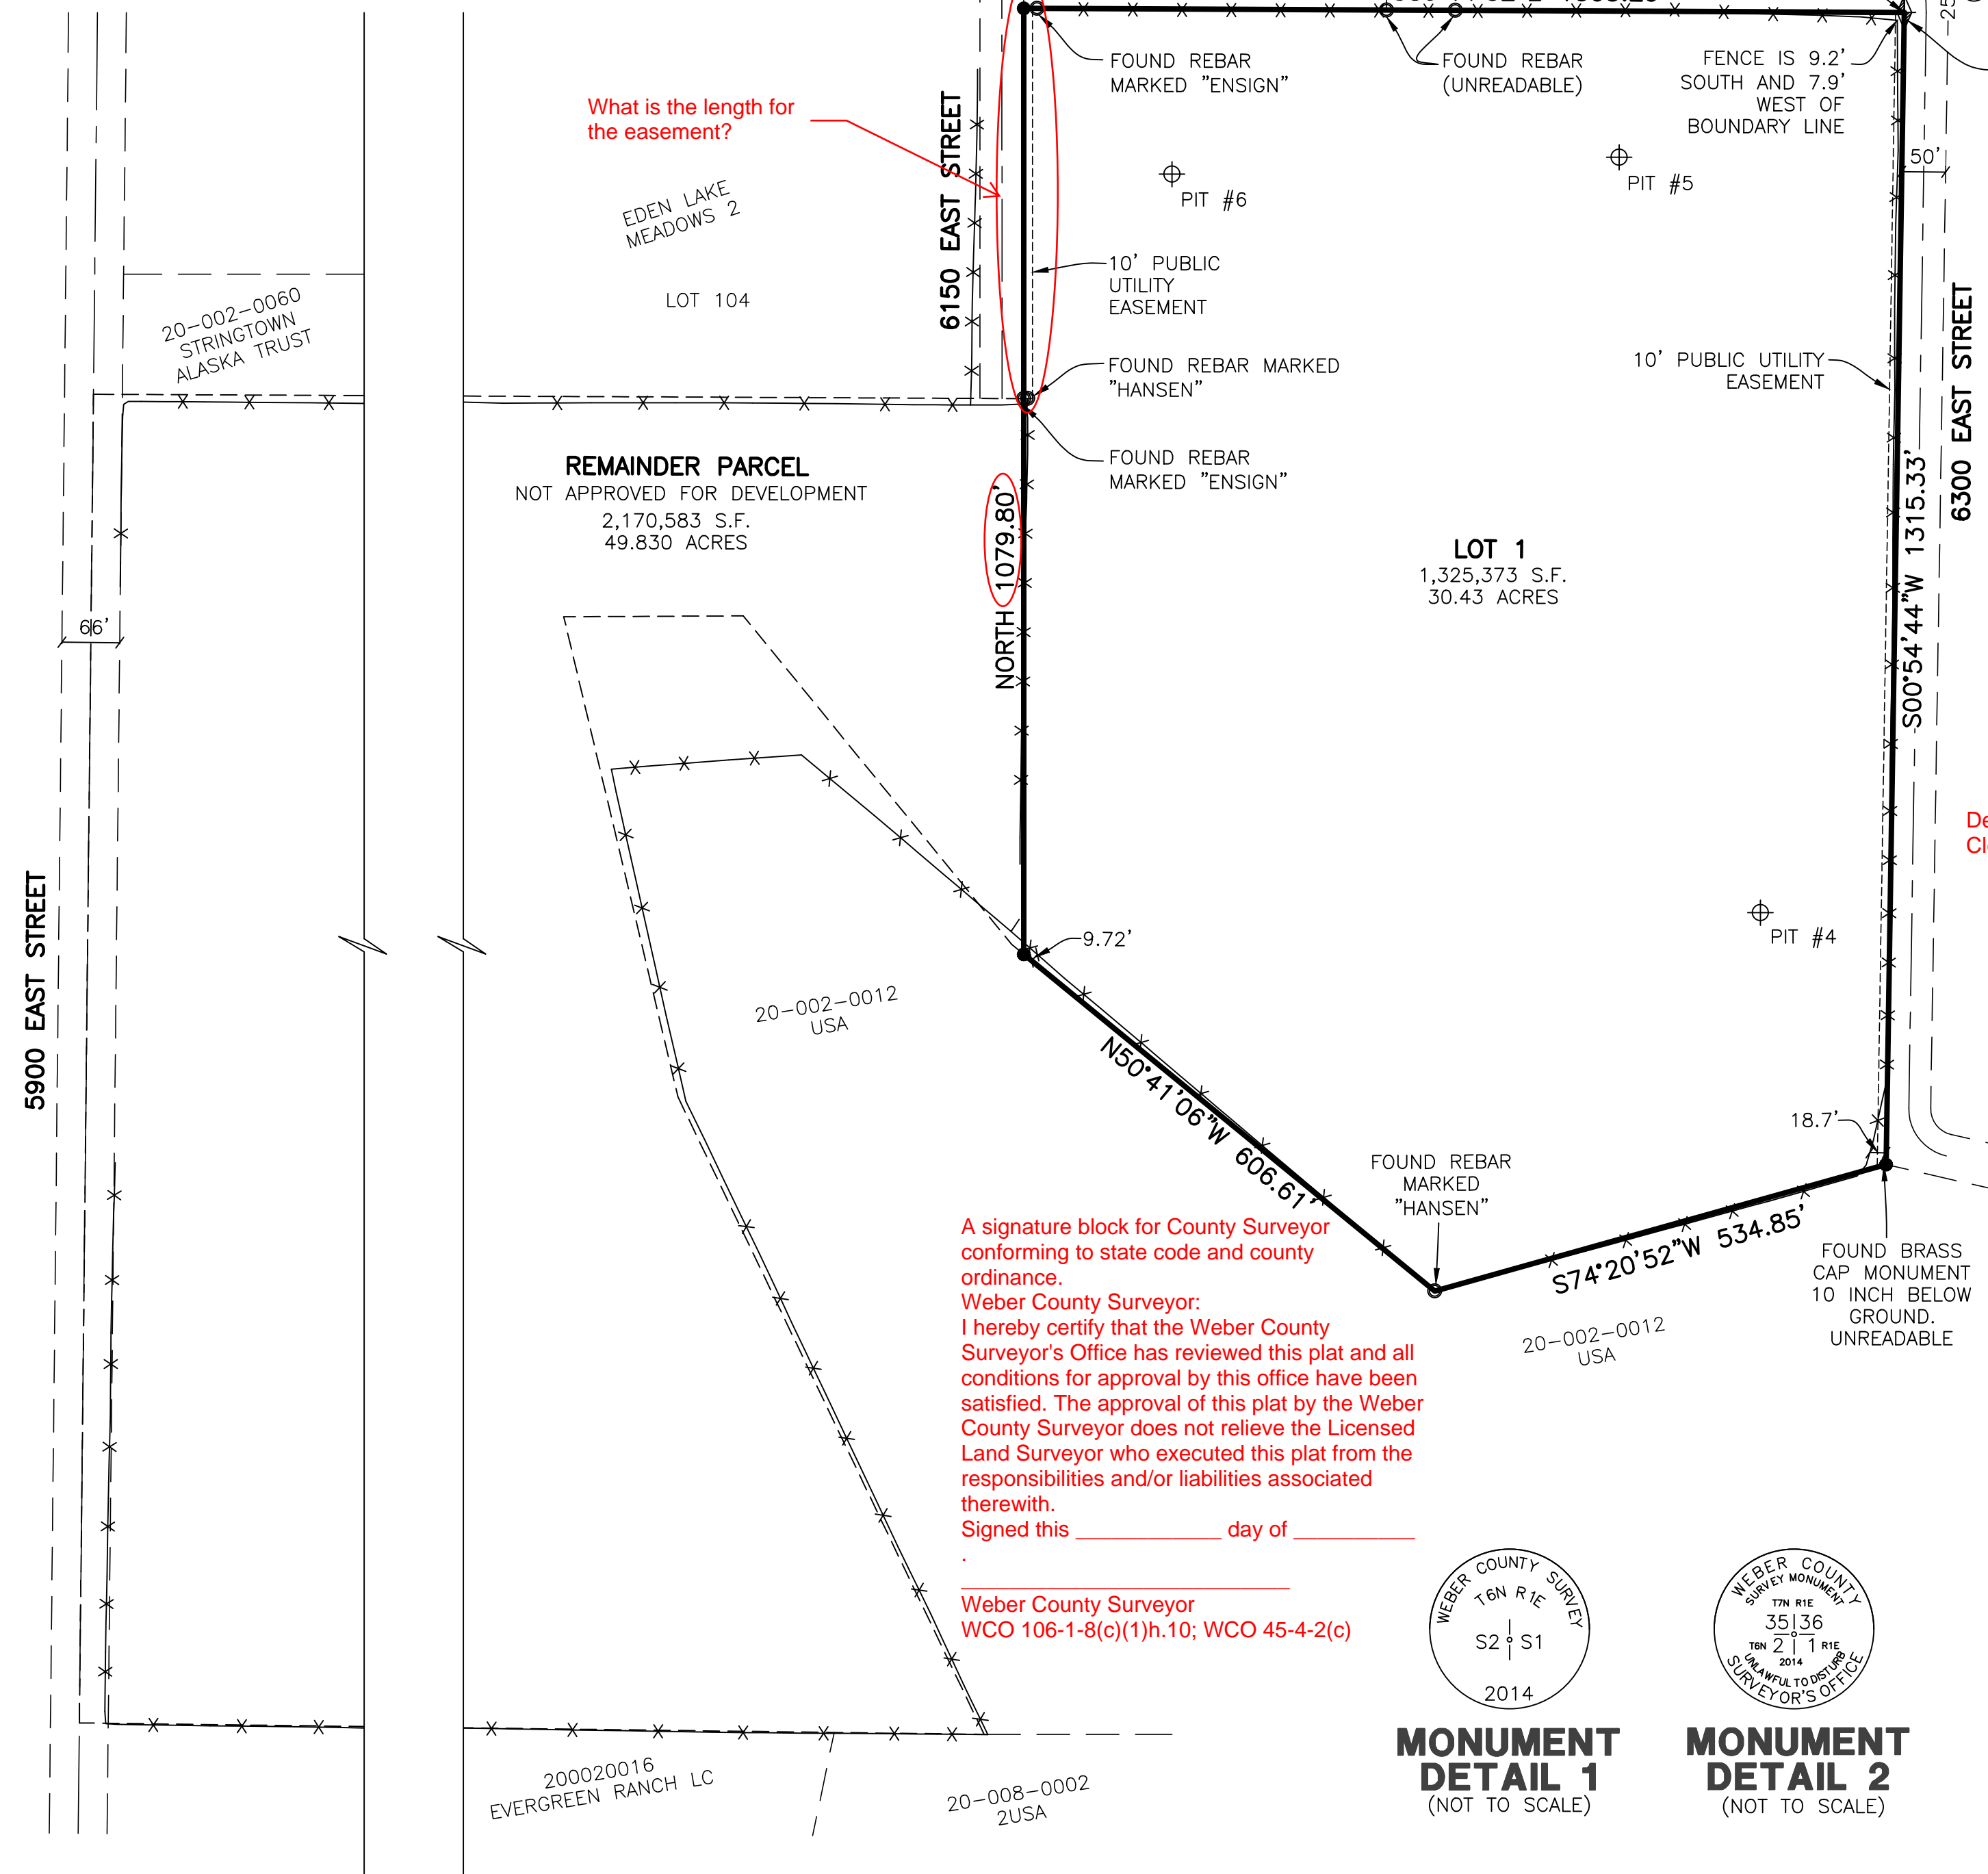 FOUND REBAR
MARKED "ENSIGN"
FOUND REBAR
(UNREADABLE)
FENCE IS 9.2'
SOUTH AND 7.9'
WEST OF
BOUNDARY LINE
What is the length for
the easement?
6150 EAST STREET
EDEN LAKE
MEADOWS 2
LOT 104
PIT #6
PIT #5
50'
10' PUBLIC
UTILITY
EASEMENT
20-002-0060
STRINGTOWN
ALASKA TRUST
FOUND REBAR MARKED
"HANSEN"
10' PUBLIC UTILITY
EASEMENT
6300 EAST STREET
REMAINDER PARCEL
NOT APPROVED FOR DEVELOPMENT
2,170,583 S.F.
49.830 ACRES
FOUND REBAR
MARKED "ENSIGN"
NORTH 1079.80'
LOT 1
1,325,373 S.F.
30.43 ACRES
S00°54'44"W 1315.33'
66'
5900 EAST STREET
9.72'
PIT #4
20-002-0012
USA
N50°41'06"W 606.61'
18.7'
FOUND REBAR
MARKED
"HANSEN"
S74°20'52"W 534.85'
FOUND BRASS
CAP MONUMENT
10 INCH BELOW
GROUND.
UNREADABLE
20-002-0012
USA
A signature block for County Surveyor
conforming to state code and county
ordinance.
Weber County Surveyor:
I hereby certify that the Weber County
Surveyor's Office has reviewed this plat and all
conditions for approval by this office have been
satisfied. The approval of this plat by the Weber
County Surveyor does not relieve the Licensed
Land Surveyor who executed this plat from the
responsibilities and/or liabilities associated
therewith.
Signed this ____________ day of __________
.
___________________________
Weber County Surveyor
WCO 106-1-8(c)(1)h.10; WCO 45-4-2(c)
WEBER COUNTY SURVEY
T6N R1E
S2 S1
2014
MONUMENT
DETAIL 1
(NOT TO SCALE)
WEBER COUNTY
SURVEY MONUMENT
T7N R1E
35 36
T6N 2 1 R1E
2014
UNLAWFUL TO DISTURB
SURVEYOR'S OFFICE
MONUMENT
DETAIL 2
(NOT TO SCALE)
200020016
EVERGREEN RANCH LC
20-008-0002
2USA